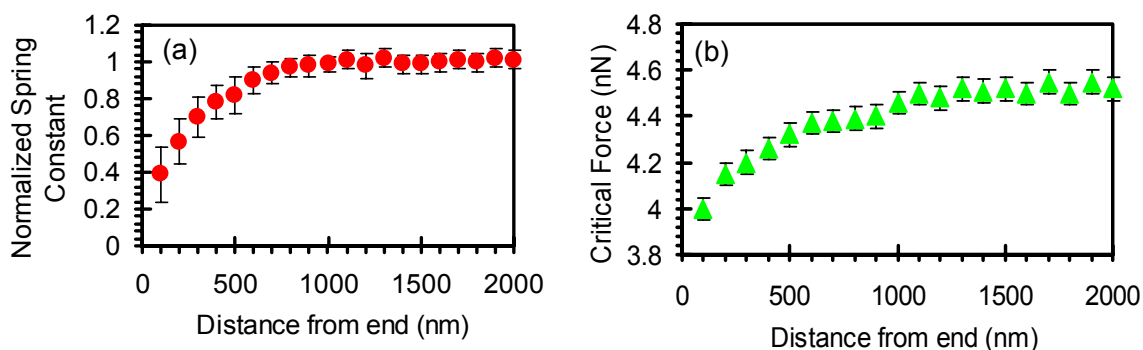 (a)
Normalized Spring
Constant
1.2
1
0.8
0.6
0.4
0.2
0
0 500 1000 1500 2000
Distance from end (nm)
(b)
Critical Force (nN)
4.8
4.6
4.4
4.2
4
3.8
0 500 1000 1500 2000
Distance from end (nm)